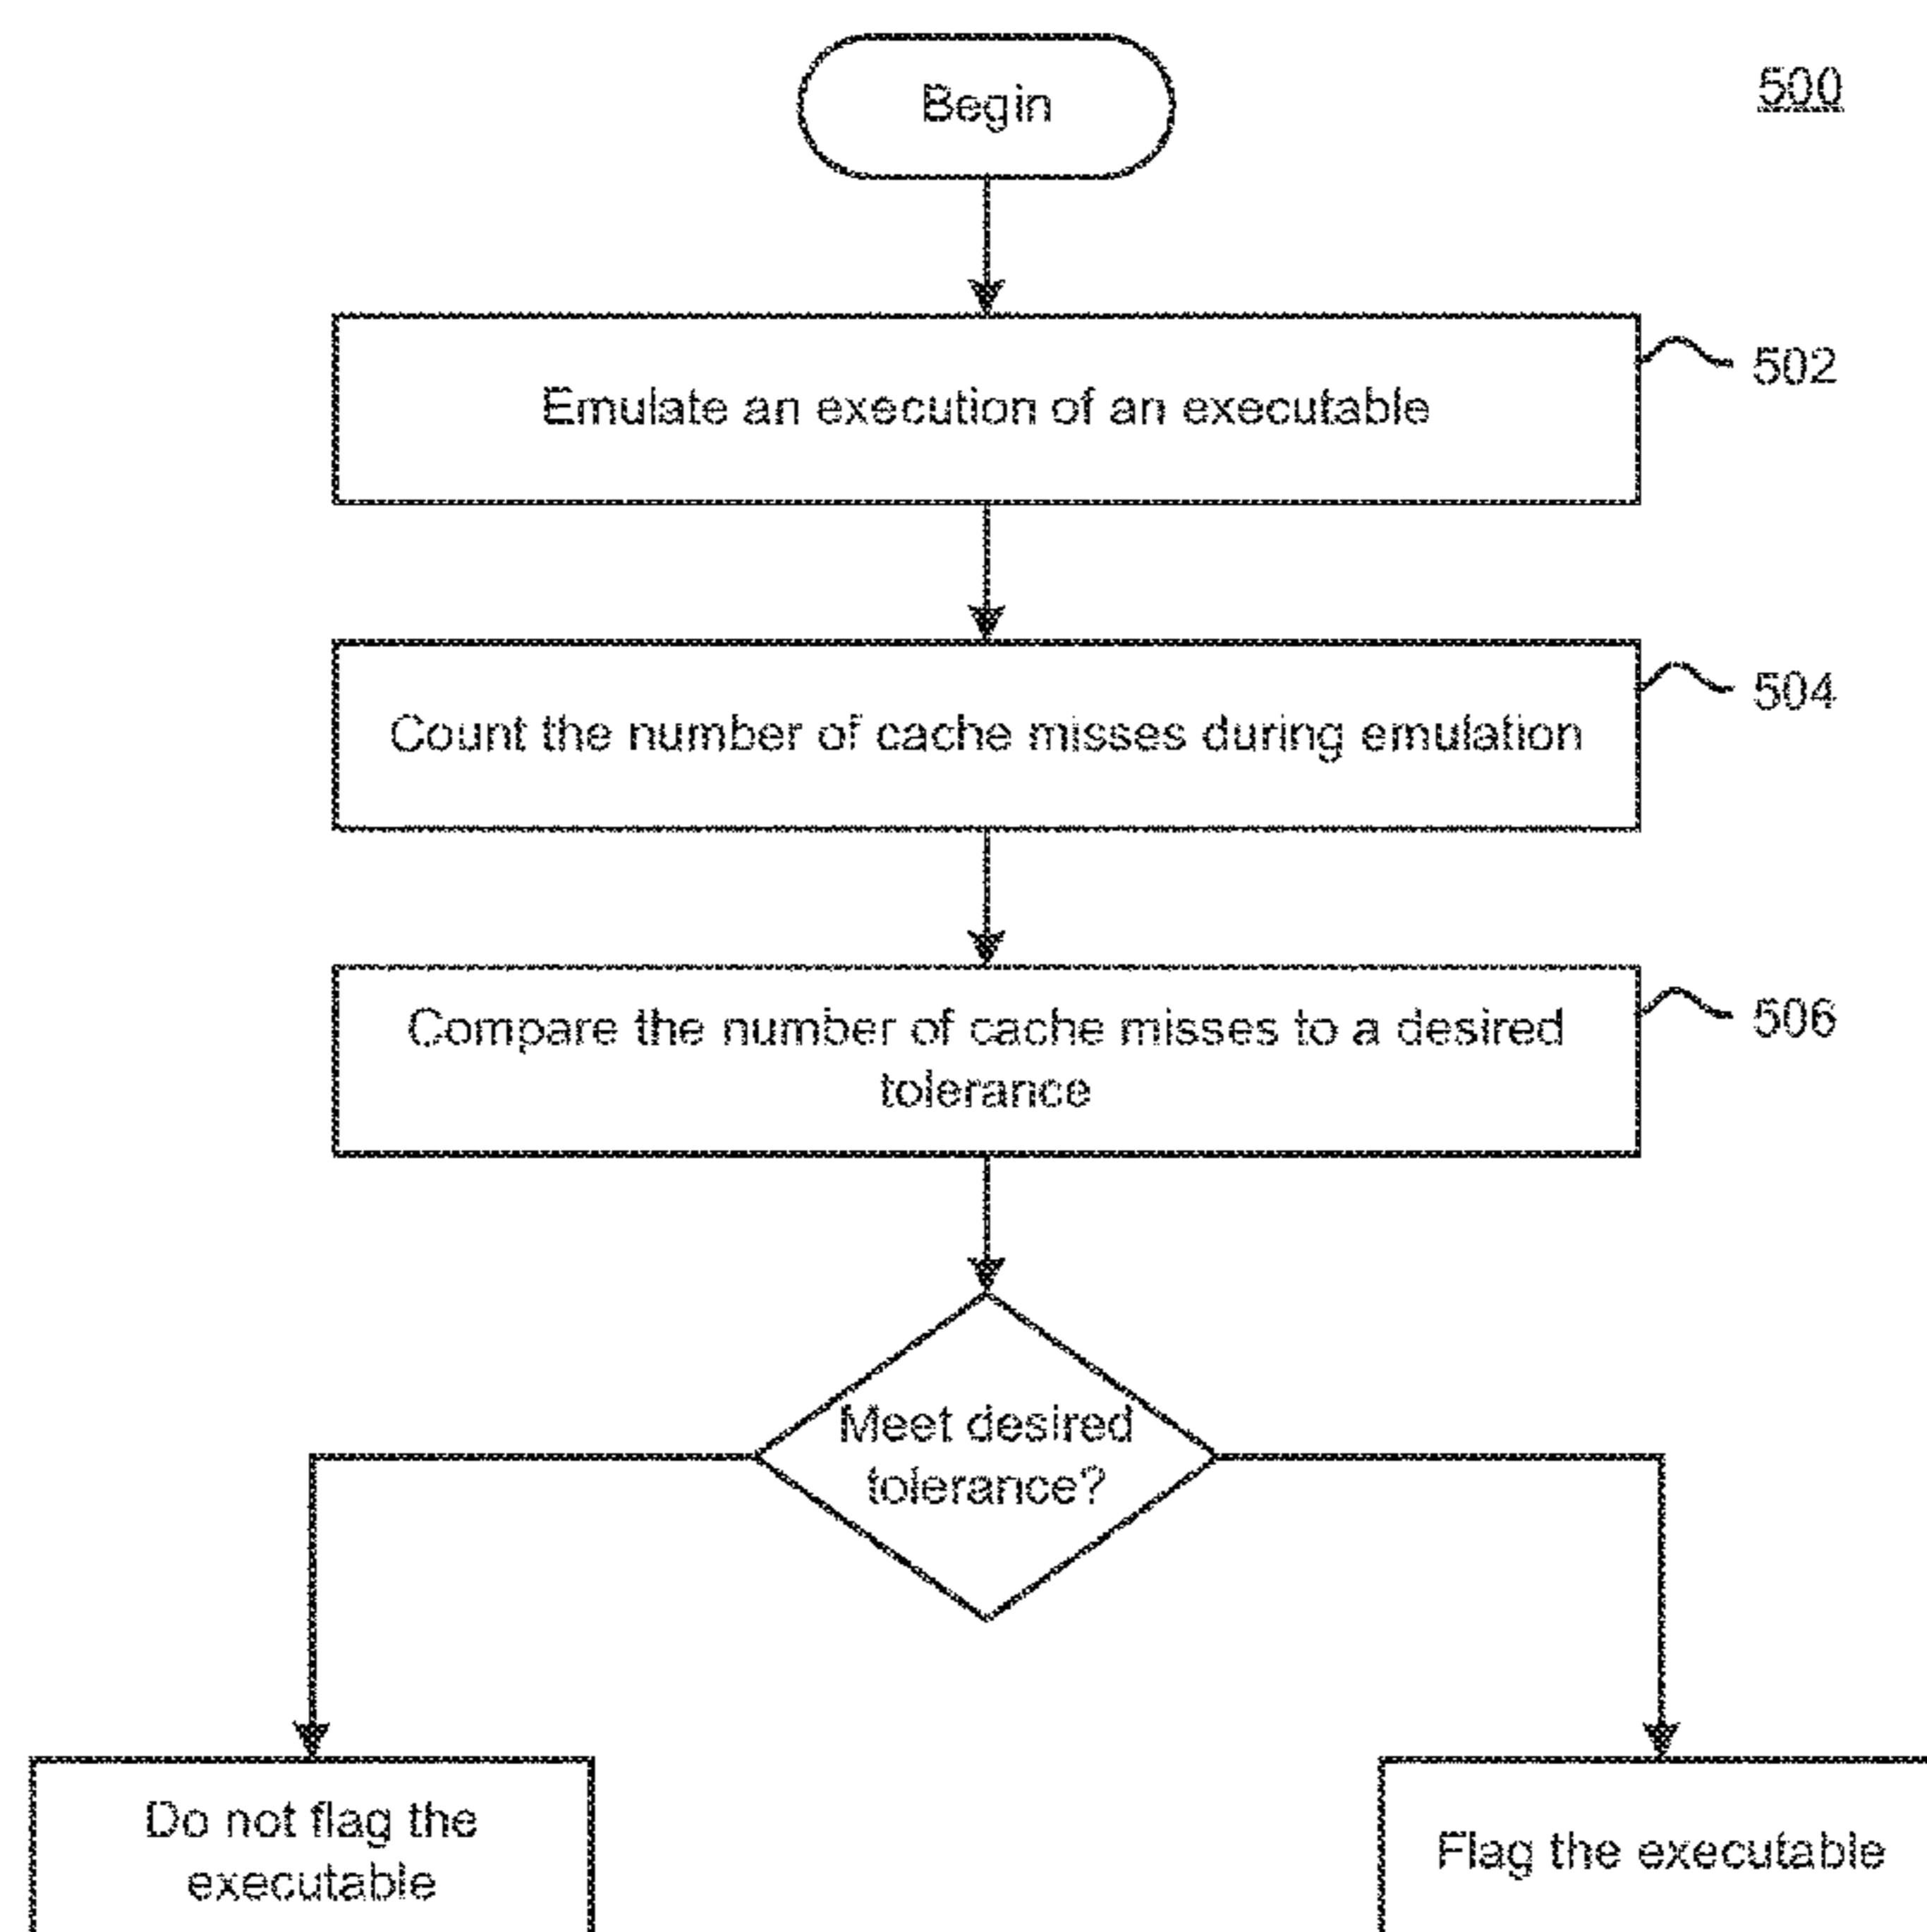 Begin
500
Emulate an execution of an executable
502
Count the number of cache misses during emulation
504
Compare the number of cache misses to a desired
tolerance
506
Meet desired
tolerance?
Do not flag the
executable
Flag the executable